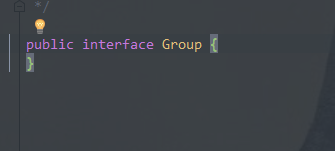 */
public interface Group {
}